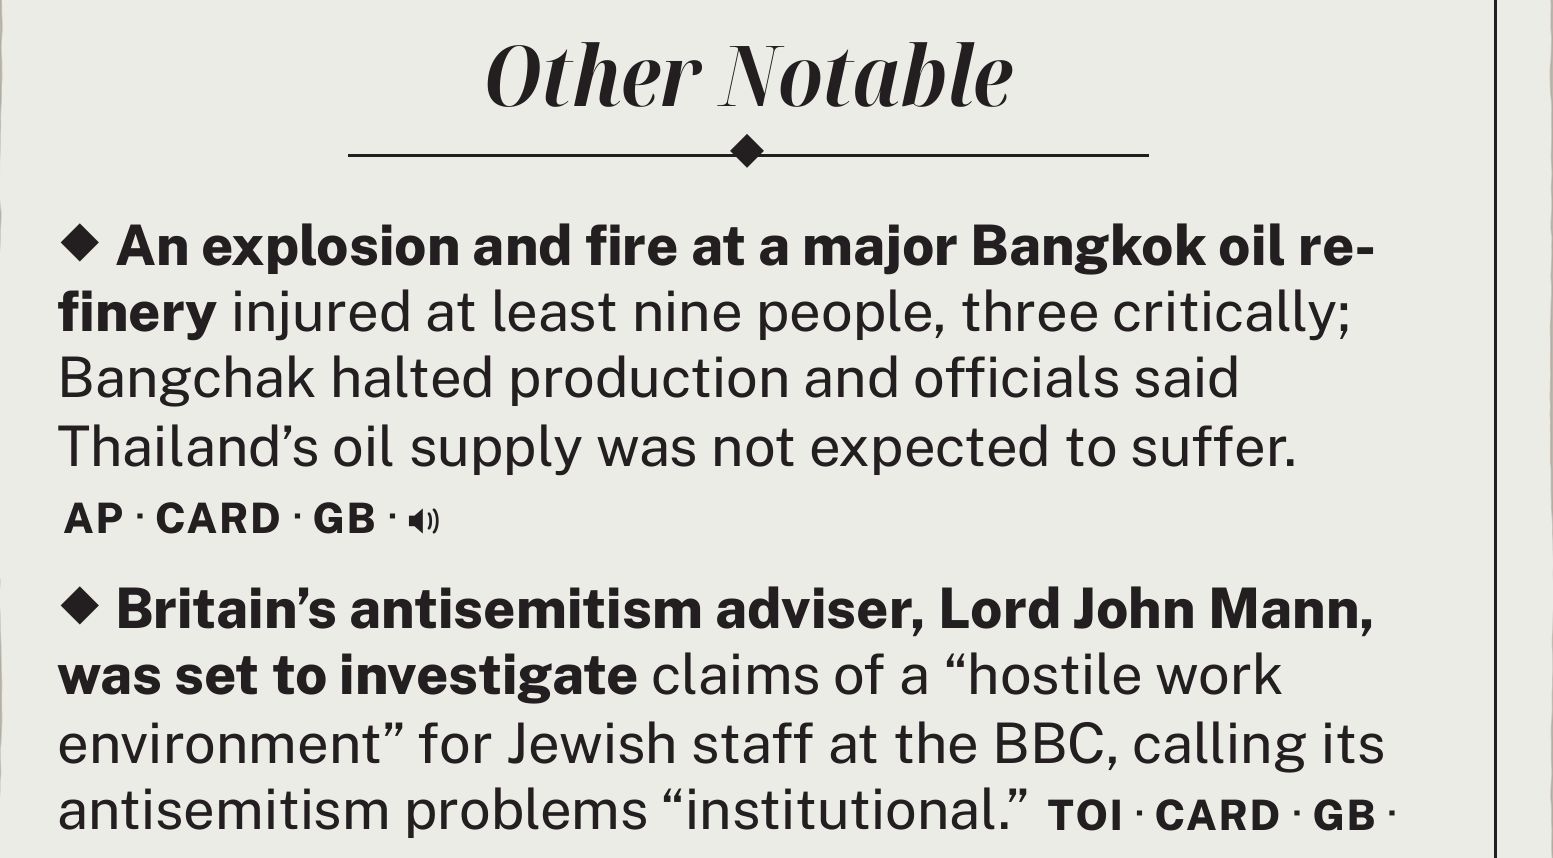 Other Notable
◆ An explosion and fire at a major Bangkok oil re-
finery injured at least nine people, three critically;
Bangchak halted production and officials said
Thailand’s oil supply was not expected to suffer.
AP · CARD · GB ·
◆ Britain’s antisemitism adviser, Lord John Mann,
was set to investigate claims of a “hostile work
environment” for Jewish staff at the BBC, calling its
antisemitism problems “institutional.” TOI · CARD · GB ·